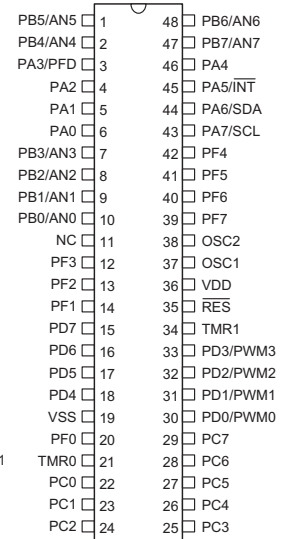 PB5/AN5 1 48 PB6/AN6
PB4/AN4 2 47 PB7/AN7
PA3/PFD 3 46 PA4
PA2 4 45 PA5/INT
PA1 5 44 PA6/SDA
PA0 6 43 PA7/SCL
PB3/AN3 7 42 PF4
PB2/AN2 8 41 PF5
PB1/AN1 9 40 PF6
PB0/AN0 10 39 PF7
NC 11 38 OSC2
PF3 12 37 OSC1
PF2 13 36 VDD
PF1 14 35 RES
PD7 15 34 TMR1
PD6 16 33 PD3/PWM3
PD5 17 32 PD2/PWM2
PD4 18 31 PD1/PWM1
VSS 19 30 PD0/PWM0
PF0 20 29 PC7
1 TMR0 21 28 PC6
PC0 22 27 PC5
PC1 23 26 PC4
PC2 24 25 PC3